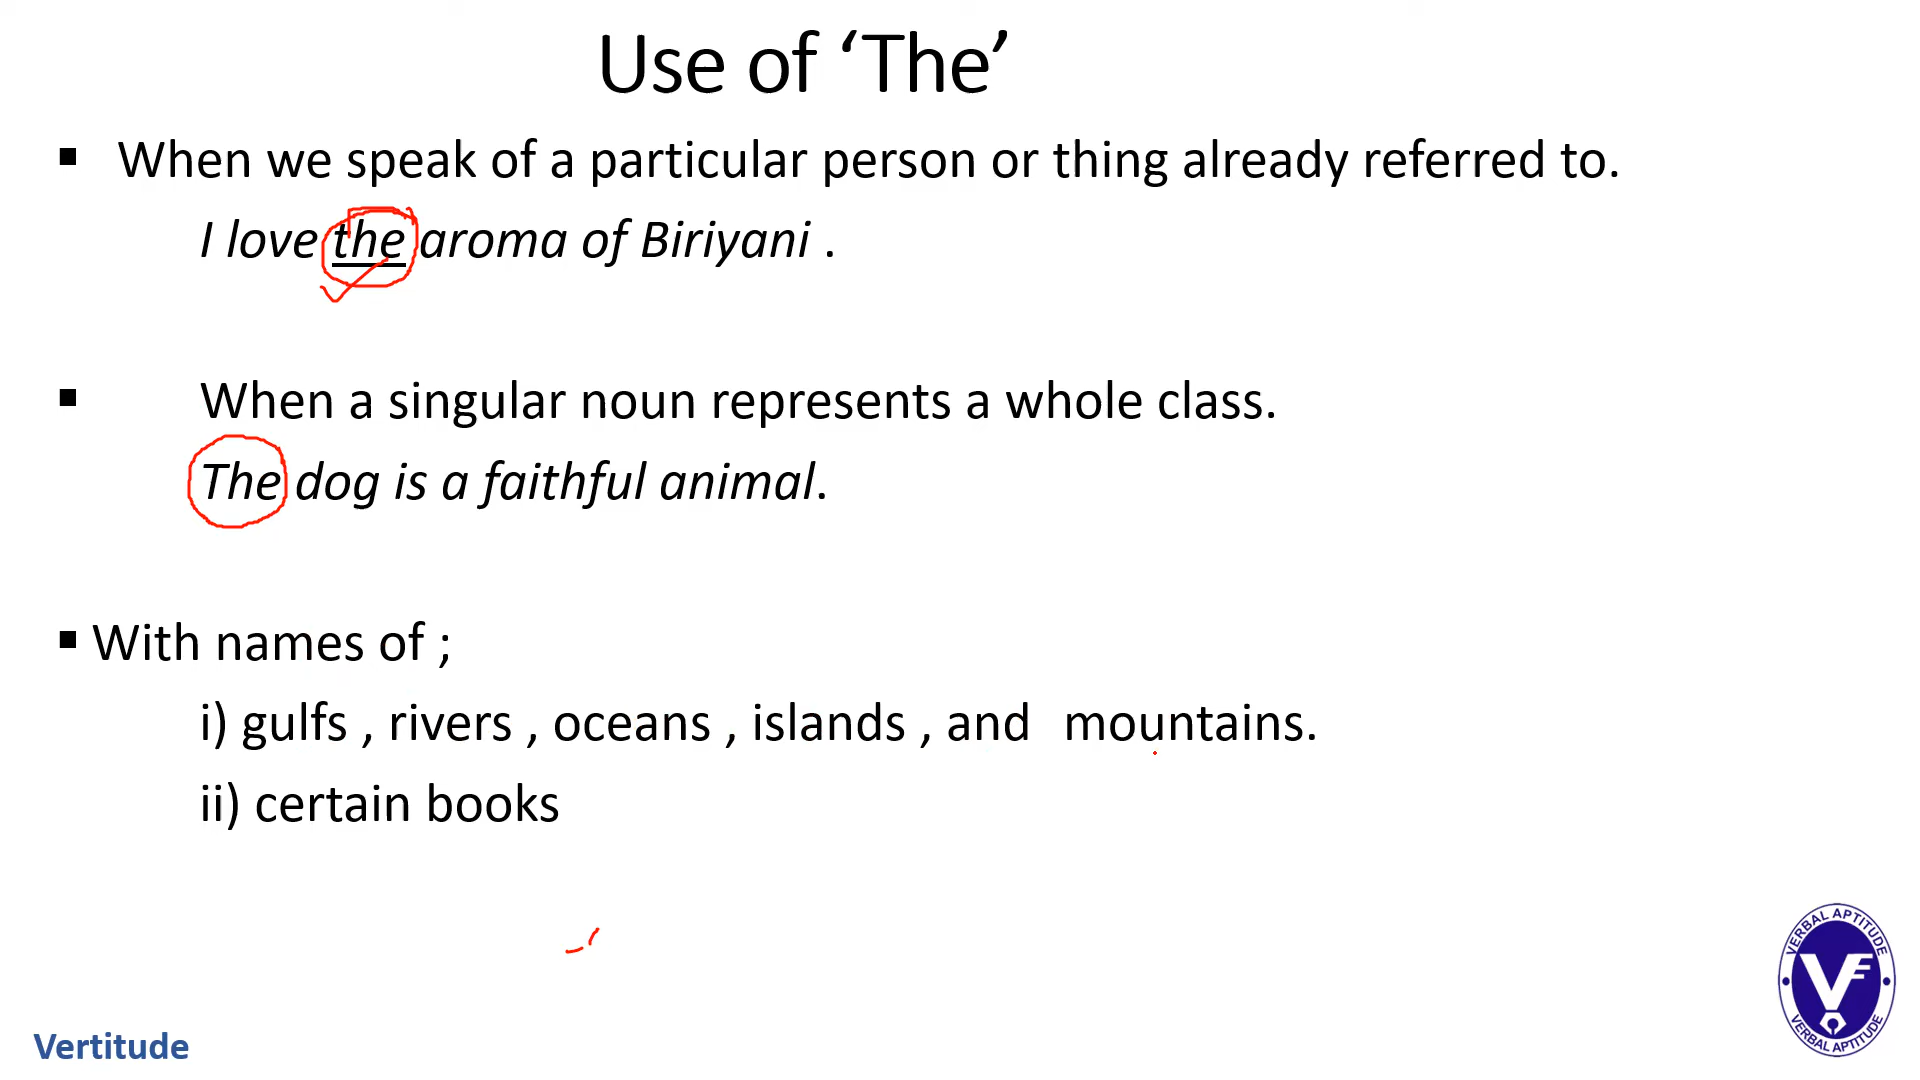 Use of ‘The’
▪ When we speak of a particular person or thing already referred to.
I love the aroma of Biriyani .
▪ When a singular noun represents a whole class.
The dog is a faithful animal.
▪ With names of ;
i) gulfs , rivers , oceans , islands , and mountains.
ii) certain books
VERBAL APTITUDE
VERBAL APTITUDE
Vertitude